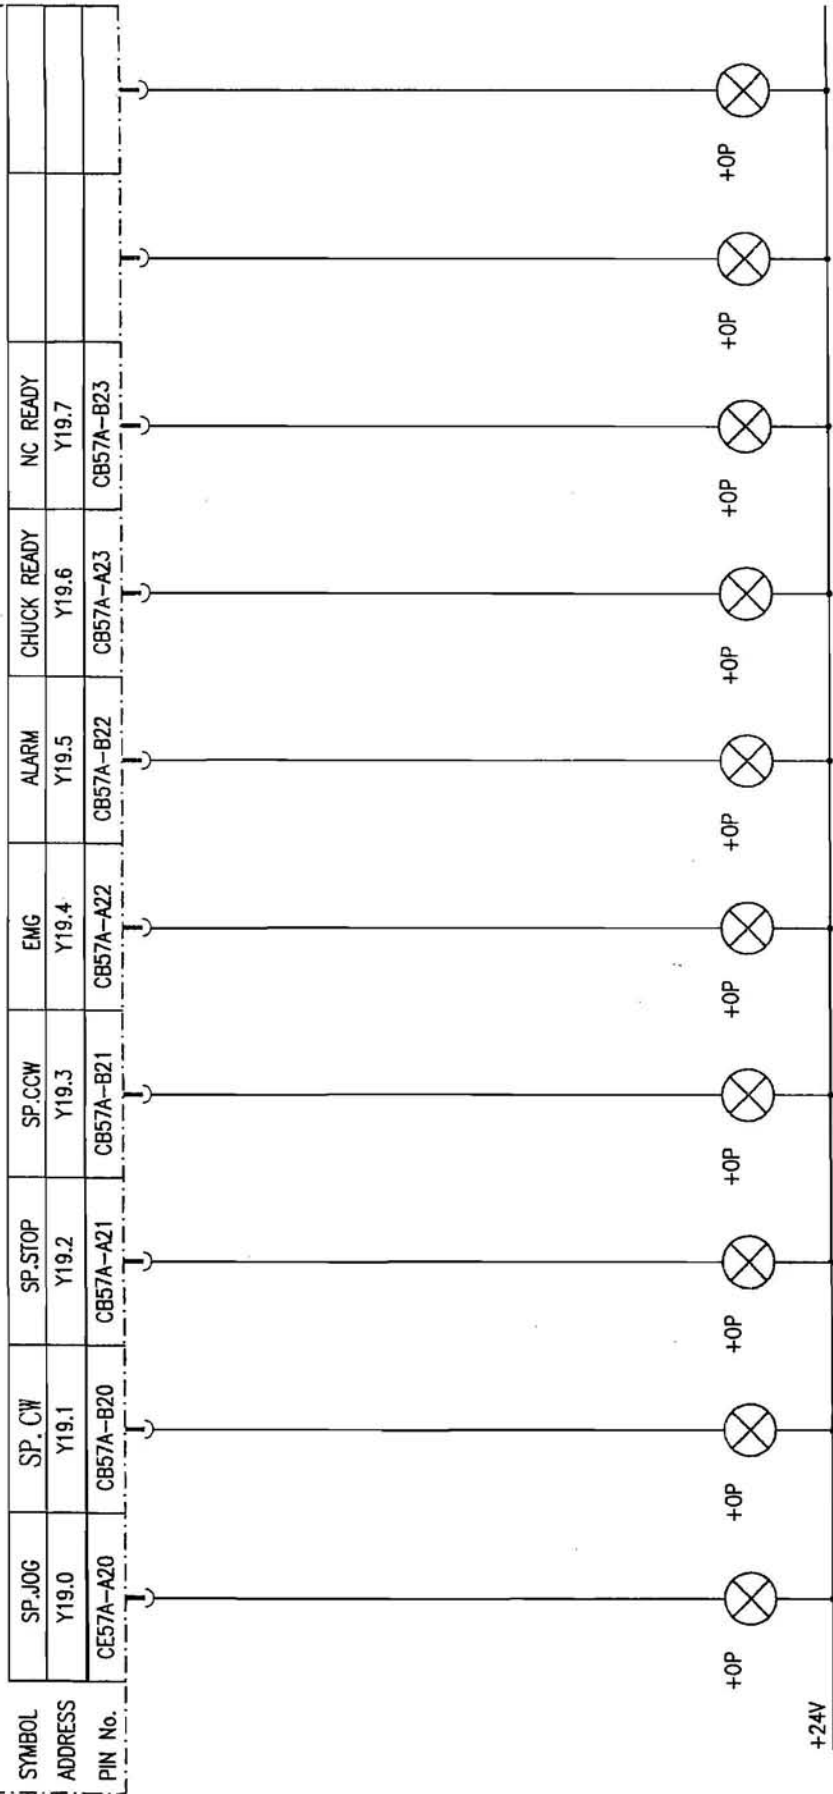 SYMBOL SP.JOG SP. CW SP.STOP SP.CCW EMG ALARM CHUCK READY NC READY
ADDRESS Y19.0 Y19.1 Y19.2 Y19.3 Y19.4 Y19.5 Y19.6 Y19.7
PIN No. CE57A-A20 CB57A-B20 CB57A-A21 CB57A-B21 CB57A-A22 CB57A-B22 CB57A-A23 CB57A-B23
+OP +OP +OP +OP +OP +OP +OP +OP +OP +OP
+24V